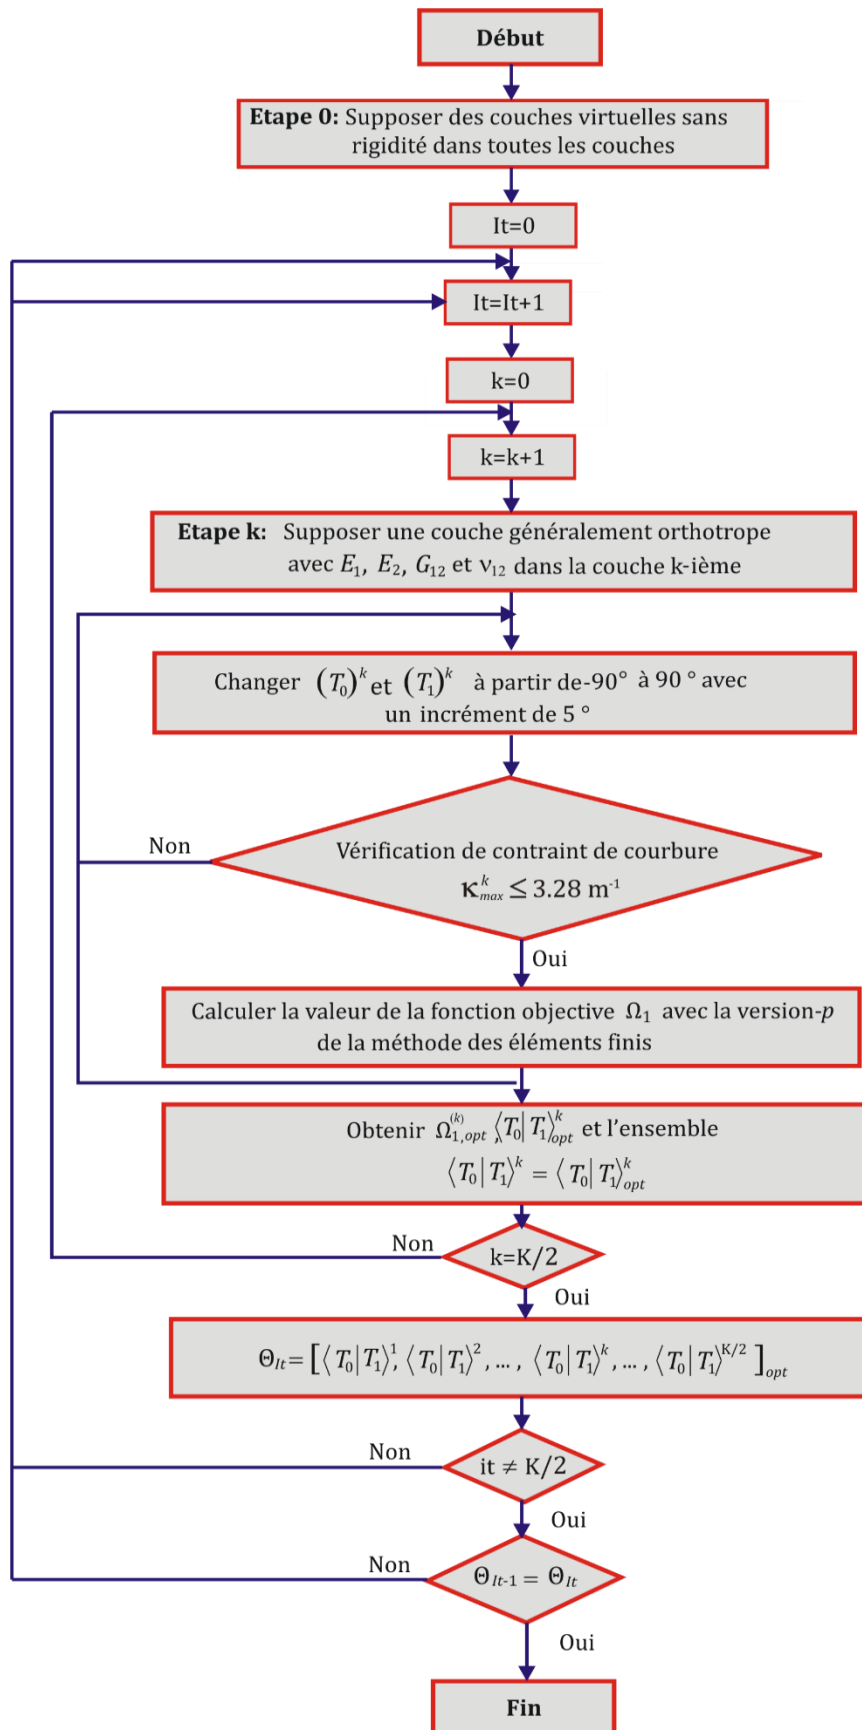 Début
Etape 0: Supposer des couches virtuelles sans
rigidité dans toutes les couches
It=0
It=It+1
k=0
k=k+1
Etape k: Supposer une couche généralement orthotrope
avec E₁, E₂, G₁₂ et ν₁₂ dans la couche k-ième
Changer (T₀)ᵏ et (T₁)ᵏ à partir de-90° à 90 ° avec
un incrément de 5 °
Non
Vérification de contraint de courbure
κᵏₘₐₓ ≤ 3.28 m⁻¹
Oui
Calculer la valeur de la fonction objective Ω₁ avec la version-p
de la méthode des éléments finis
Obtenir Ω₁,ₒₚₜ⁽ᵏ⁾ ,⟨T₀|T₁⟩ᵏₒₚₜ et l'ensemble
⟨T₀|T₁⟩ᵏ = ⟨T₀|T₁⟩ᵏₒₚₜ
Non
k=K/2
Oui
Θ_It = [⟨T₀|T₁⟩¹, ⟨T₀|T₁⟩², ... , ⟨T₀|T₁⟩ᵏ, ... , ⟨T₀|T₁⟩^K/2 ]ₒₚₜ
Non
it ≠ K/2
Oui
Non
Θ_It-1 = Θ_It
Oui
Fin